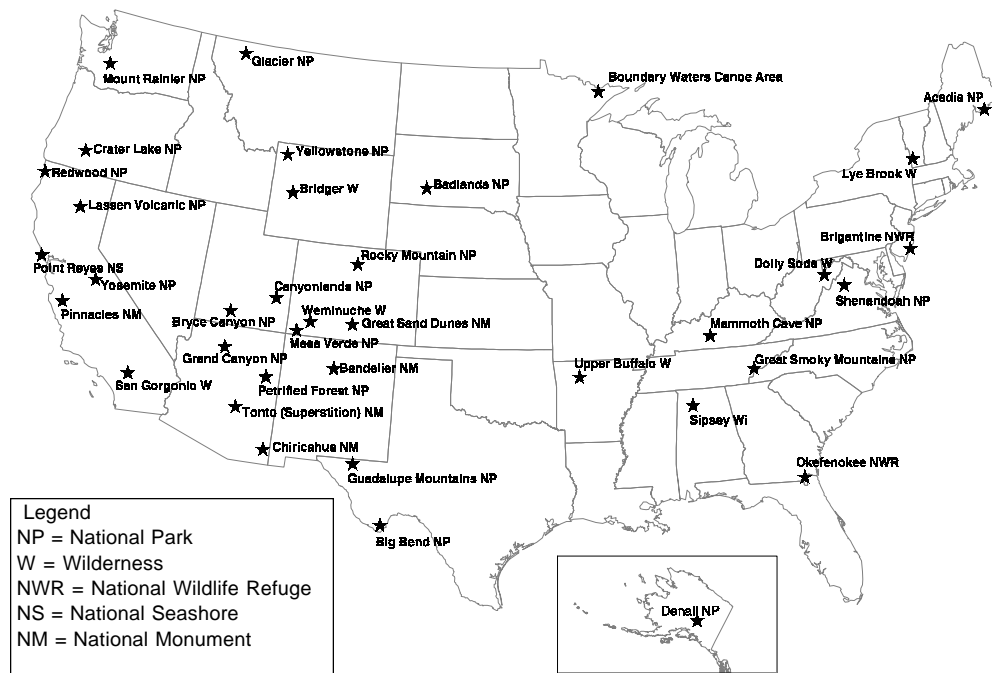 Glacier NP
Mount Rainier NP
Boundary Waters Canoe Area
Acadia NP
Crater Lake NP
Yellowstone NP
Redwood NP
Lye Brook W
Bridger W
Badlands NP
Lassen Volcanic NP
Brigantine NWR
Rocky Mountain NP
Dolly Sods W
Point Reyes NS
Yosemite NP
Canyonlands NP
Shenandoah NP
Pinnacles NM
Weminuche W
Bryce Canyon NP
Great Sand Dunes NM
Mammoth Cave NP
Mesa Verde NP
Grand Canyon NP
Great Smoky Mountains NP
Upper Buffalo W
Bandelier NM
San Gorgonio W
Petrified Forest NP
Tonto (Superstition) NM
Sipsey Wi
Chiricahua NM
Okefenokee NWR
Guadalupe Mountains NP
Big Bend NP
Legend
NP = National Park
W = Wilderness
NWR = National Wildlife Refuge
NS = National Seashore
NM = National Monument
Denali NP